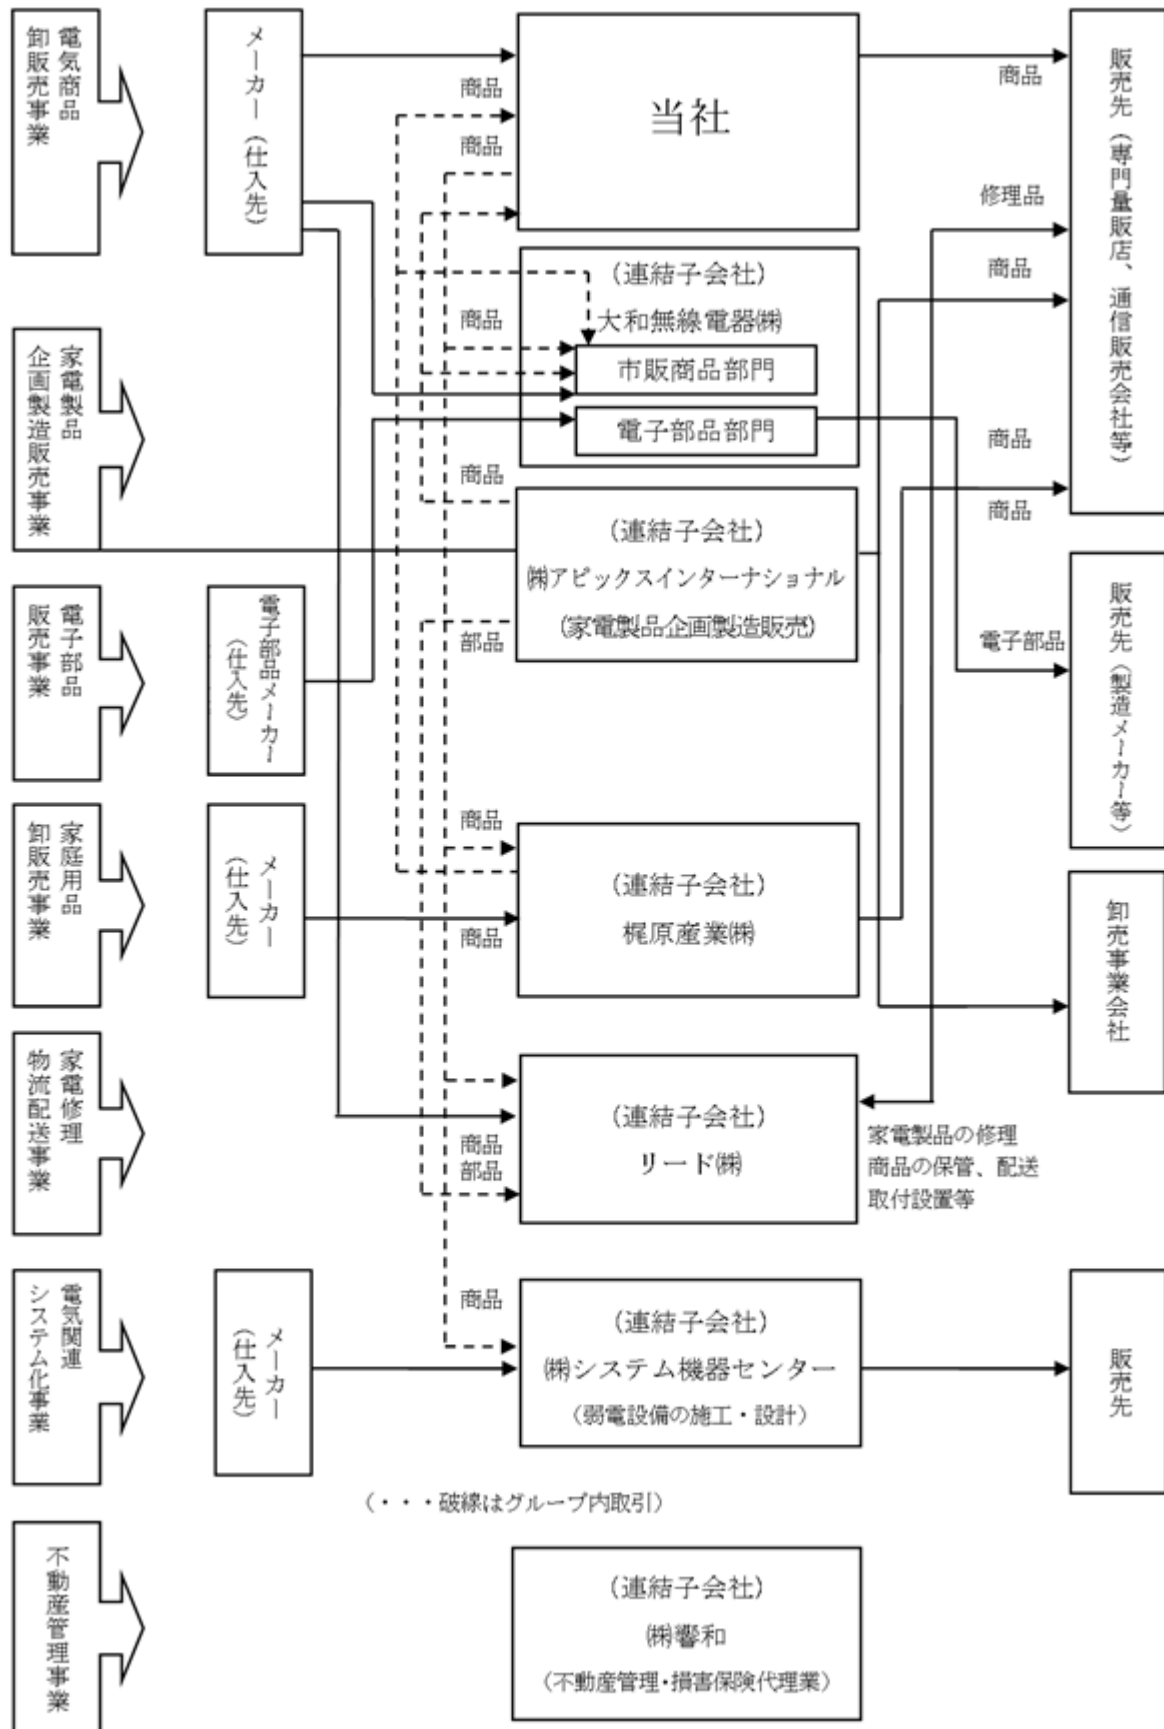 電気商品
卸販売事業
メーカー（仕入先）
商品
商品
当社
商品
販売先（専門量販店、通信販売会社等）
修理品
商品
（連結子会社）
大和無線電器㈱
商品
市販商品部門
電子部品部門
商品
商品
家電製品
企画製造販売事業
商品
（連結子会社）
㈱アピックスインターナショナル
（家電製品企画製造販売）
部品
電子部品
販売事業
電子部品メーカー
（仕入先）
電子部品
販売先（製造メーカー等）
家庭用品
卸販売事業
メーカー
（仕入先）
商品
商品
（連結子会社）
梶原産業㈱
卸売事業会社
家電修理
物流配送事業
商品
部品
（連結子会社）
リード㈱
家電製品の修理
商品の保管、配送
取付設置等
電気関連
システム化事業
メーカー
（仕入先）
商品
（連結子会社）
㈱システム機器センター
（弱電設備の施工・設計）
販売先
（・・・破線はグループ内取引）
不動産管理事業
（連結子会社）
㈱響和
（不動産管理・損害保険代理業）